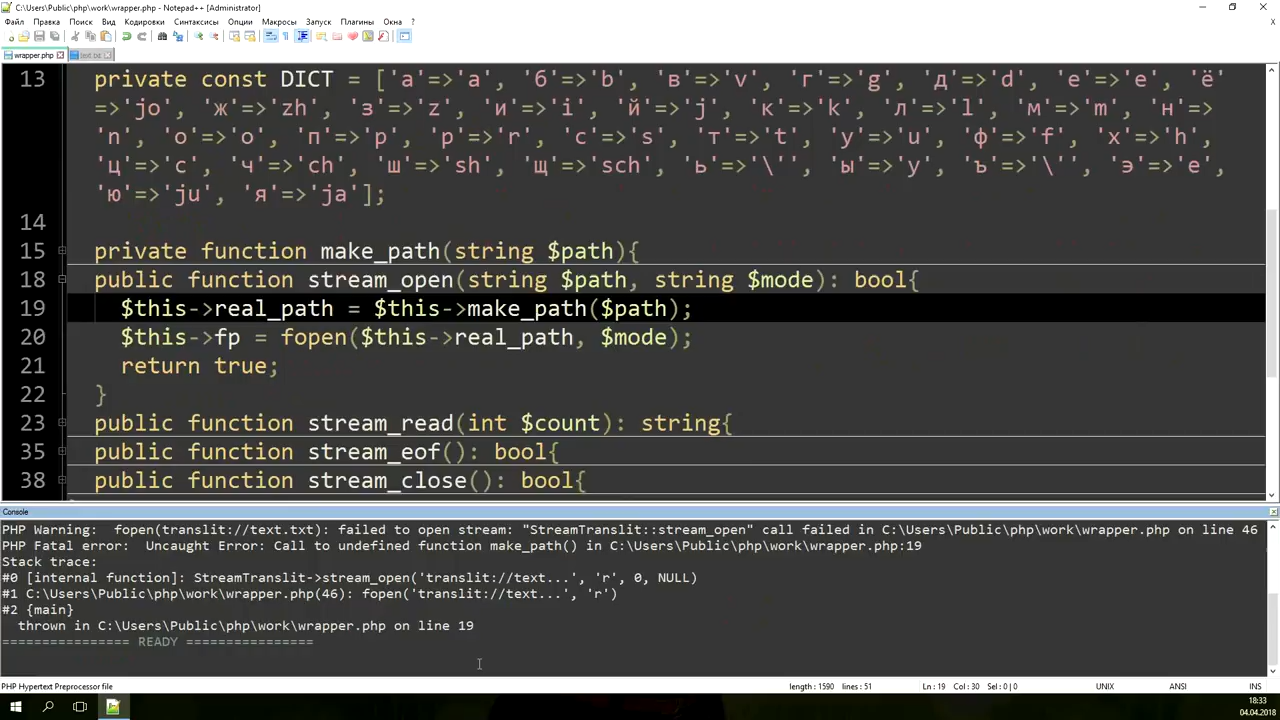 C:\Users\Public\php\work\wrapper.php - Notepad++ [Administrator]
Файл Правка Поиск Вид Кодировки Синтаксисы Опции Макросы Запуск Плагины Окна ?
wrapper.php text.txt
13 private const DICT = ['а'=>'a', 'б'=>'b', 'в'=>'v', 'г'=>'g', 'д'=>'d', 'е'=>'e', 'ё'
=>'jo', 'ж'=>'zh', 'з'=>'z', 'и'=>'i', 'й'=>'j', 'к'=>'k', 'л'=>'l', 'м'=>'m', 'н'=>
'n', 'о'=>'o', 'п'=>'p', 'р'=>'r', 'с'=>'s', 'т'=>'t', 'у'=>'u', 'ф'=>'f', 'х'=>'h',
'ц'=>'c', 'ч'=>'ch', 'ш'=>'sh', 'щ'=>'sch', 'ь'=>'\'', 'ы'=>'y', 'ъ'=>'\'', 'э'=>'e',
'ю'=>'ju', 'я'=>'ja'];
14
15 private function make_path(string $path){
18 public function stream_open(string $path, string $mode): bool{
19 $this->real_path = $this->make_path($path);
20 $this->fp = fopen($this->real_path, $mode);
21 return true;
22 }
23 public function stream_read(int $count): string{
35 public function stream_eof(): bool{
38 public function stream_close(): bool{
Console
PHP Warning:  fopen(translit://text.txt): failed to open stream: "StreamTranslit::stream_open" call failed in C:\Users\Public\php\work\wrapper.php on line 46
PHP Fatal error:  Uncaught Error: Call to undefined function make_path() in C:\Users\Public\php\work\wrapper.php:19
Stack trace:
#0 [internal function]: StreamTranslit->stream_open('translit://text...', 'r', 0, NULL)
#1 C:\Users\Public\php\work\wrapper.php(46): fopen('translit://text...', 'r')
#2 {main}
thrown in C:\Users\Public\php\work\wrapper.php on line 19
================ READY ================
PHP Hypertext Preprocessor file length : 1590 lines : 51 Ln : 19 Col : 30 Sel : 0 | 0 UNIX ANSI INS
18:33
04.04.2018